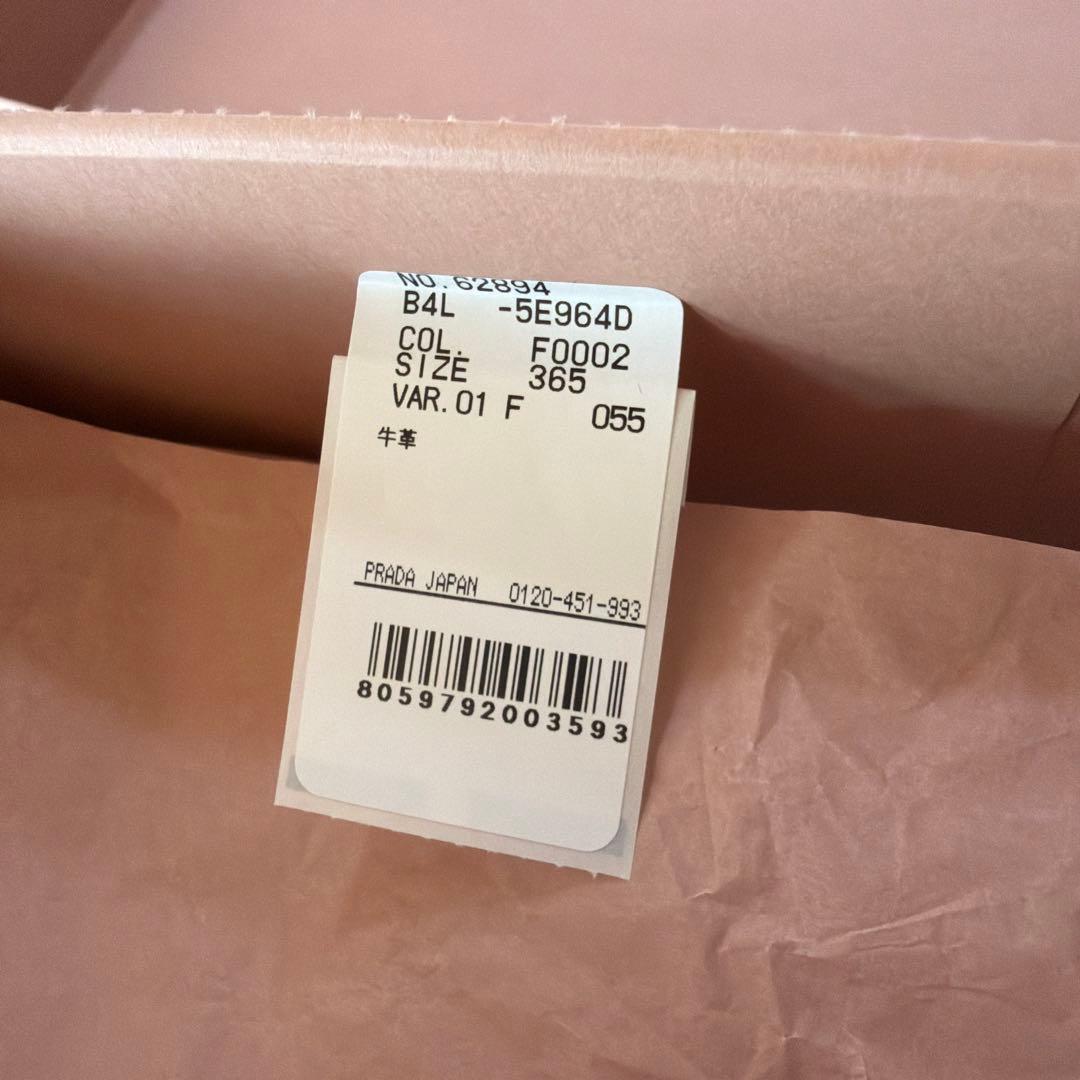 NO.62894
B4L -5E964D
COL. F0002
SIZE 365
VAR.01 F 055
牛革
PRADA JAPAN 0120-451-993
8059792003593